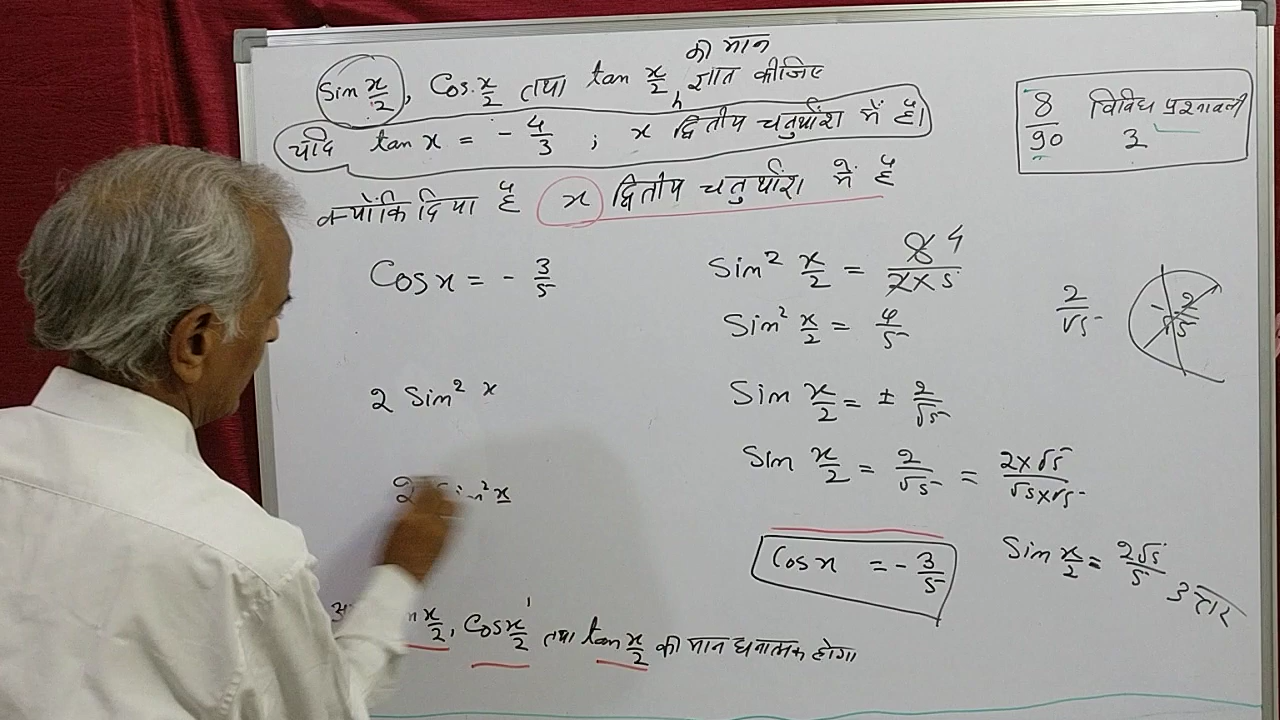 Sin x/2, Cos x/2 तथा tan x/2 का मान ज्ञात कीजिए
यदि tan x = - 4/3 ; x द्वितीय चतुर्थांश में है।
8/90 विविध प्रश्नावली
3
क्योंकि दिया है x द्वितीय चतुर्थांश में है
Cos x = - 3/5
2 Sin² x
2 Sin² x
Sin² x/2 = 8 4/2×5
Sin² x/2 = 4/5
Sin x/2 = ± 2/√5
Sin x/2 = 2/√5 = 2×√5/√5×√5
Cos x = - 3/5
Sin x/2 = 2√5/5 उत्तर
2/√5
x/2, Cos x/2 तथा tan x/2 का मान धनात्मक होगा